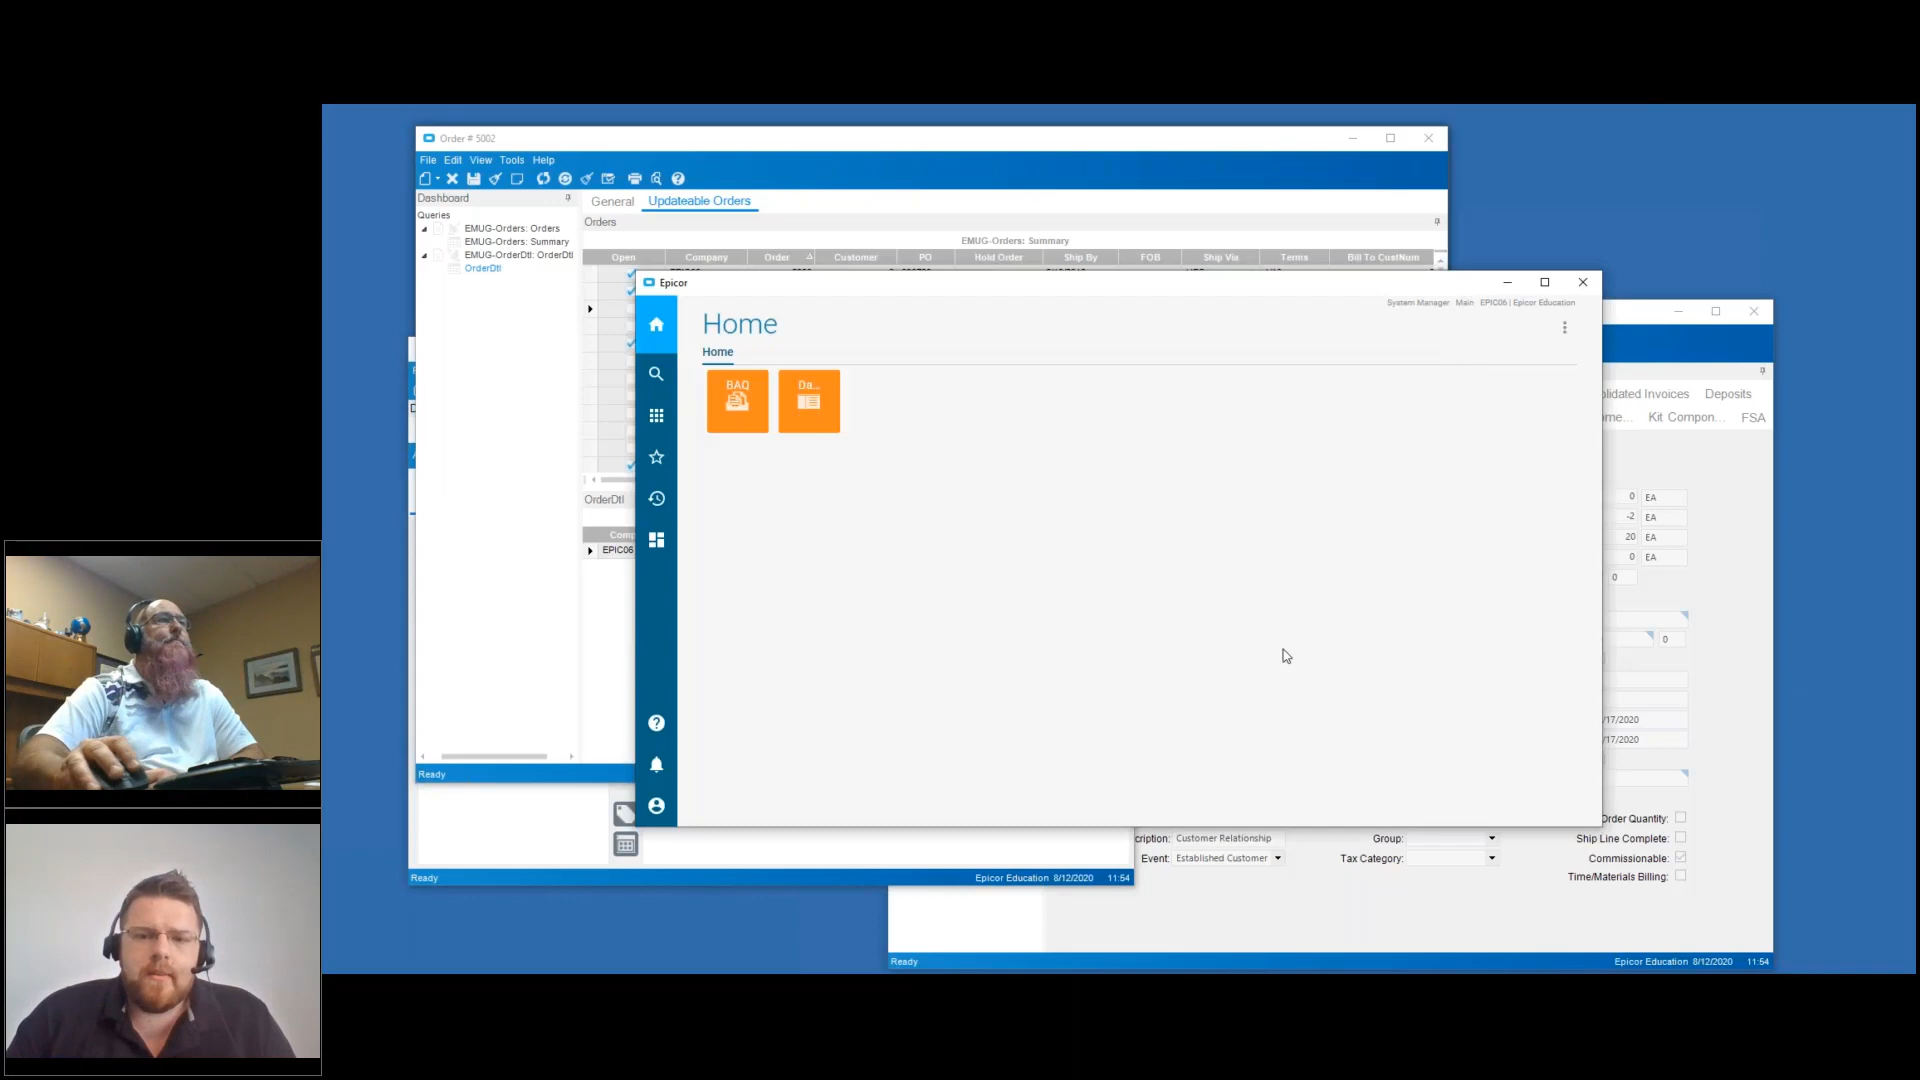 Order # 5002
File Edit View Tools Help
Dashboard
Queries
EMUG-Orders: Orders
EMUG-Orders: Summary
EMUG-OrderDtl: OrderDtl
OrderDtl
General Updateable Orders
Orders
EMUG-Orders: Summary
Open Company Order Customer PO Hold Order Ship By FOB Ship Via Terms Bill To CustNum
Epicor
System Manager Main EPIC06 | Epicor Education
Home
Home
BAQ Da...
OrderDtl
EPIC06
lidated Invoices Deposits
me... Kit Compon... FSA
0 EA
-2 EA
20 EA
0 EA
0
0
/17/2020
/17/2020
Order Quantity:
cription: Customer Relationship Group: Ship Line Complete:
Event: Established Customer Tax Category: Commissionable:
Time/Materials Billing:
Ready
Ready Epicor Education 8/12/2020 11:54
Ready Epicor Education 8/12/2020 11:54